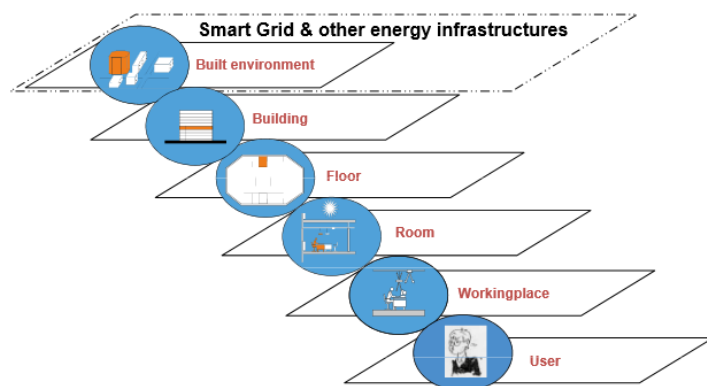 Smart Grid & other energy infrastructures
Built environment
Building
Floor
Room
Workingplace
User